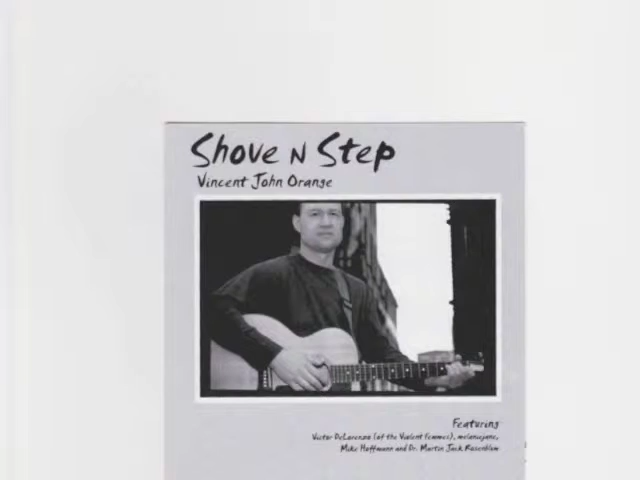 Shove N Step
Vincent John Orange
Featuring
Victor DeLorenzo (of the Violent Femmes), melaniejane,
Mike Hoffmann and Dr. Martin Jack Rosenblum